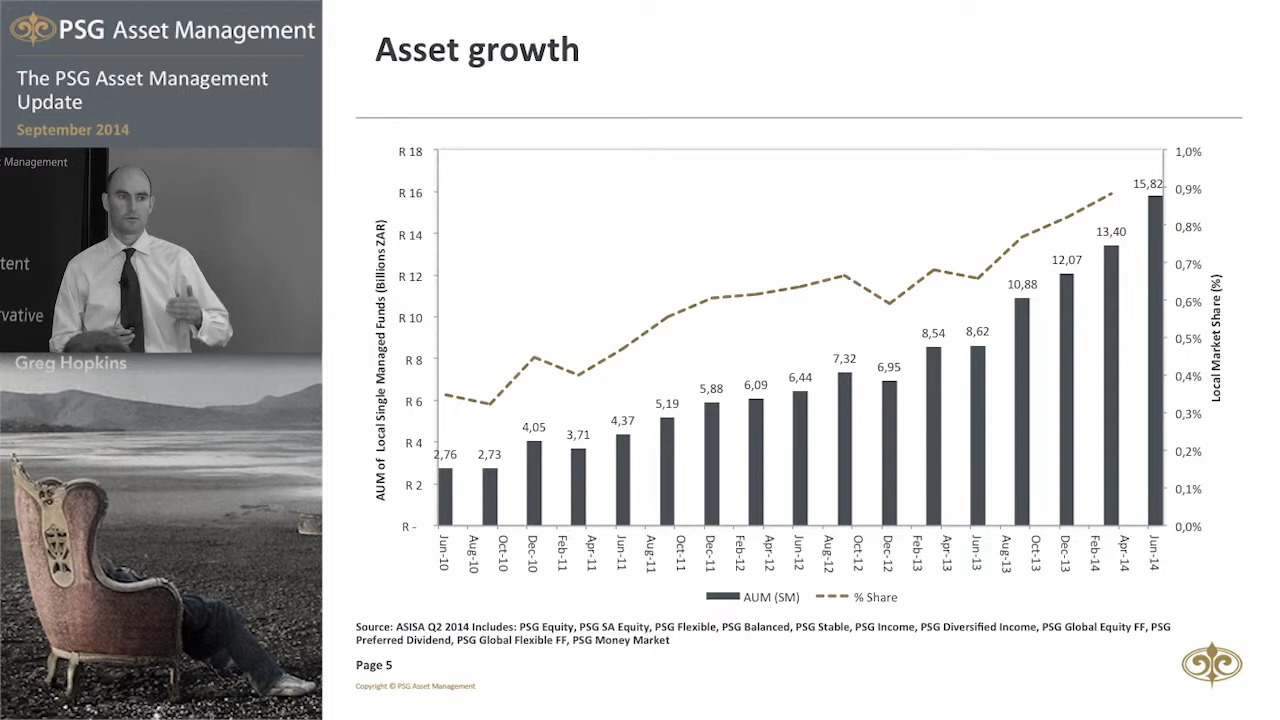 PSG Asset Management
The PSG Asset Management
Update
September 2014
t Management
tent
rvative
Greg Hopkins
Asset growth
AUM of Local Single Managed Funds (Billions ZAR)
R 18
R 16
R 14
R 12
R 10
R 8
R 6
R 4
R 2
R -
2,76
2,73
4,05
3,71
4,37
5,19
5,88
6,09
6,44
7,32
6,95
8,54
8,62
10,88
12,07
13,40
15,82
1,0%
0,9%
0,8%
0,7%
0,6%
0,5%
0,4%
0,3%
0,2%
0,1%
0,0%
Local Market Share (%)
Jun-10
Aug-10
Oct-10
Dec-10
Feb-11
Apr-11
Jun-11
Aug-11
Oct-11
Dec-11
Feb-12
Apr-12
Jun-12
Aug-12
Oct-12
Dec-12
Feb-13
Apr-13
Jun-13
Aug-13
Oct-13
Dec-13
Feb-14
Apr-14
Jun-14
AUM (SM)
% Share
Source: ASISA Q2 2014 Includes: PSG Equity, PSG SA Equity, PSG Flexible, PSG Balanced, PSG Stable, PSG Income, PSG Diversified Income, PSG Global Equity FF, PSG
Preferred Dividend, PSG Global Flexible FF, PSG Money Market
Page 5
Copyright © PSG Asset Management